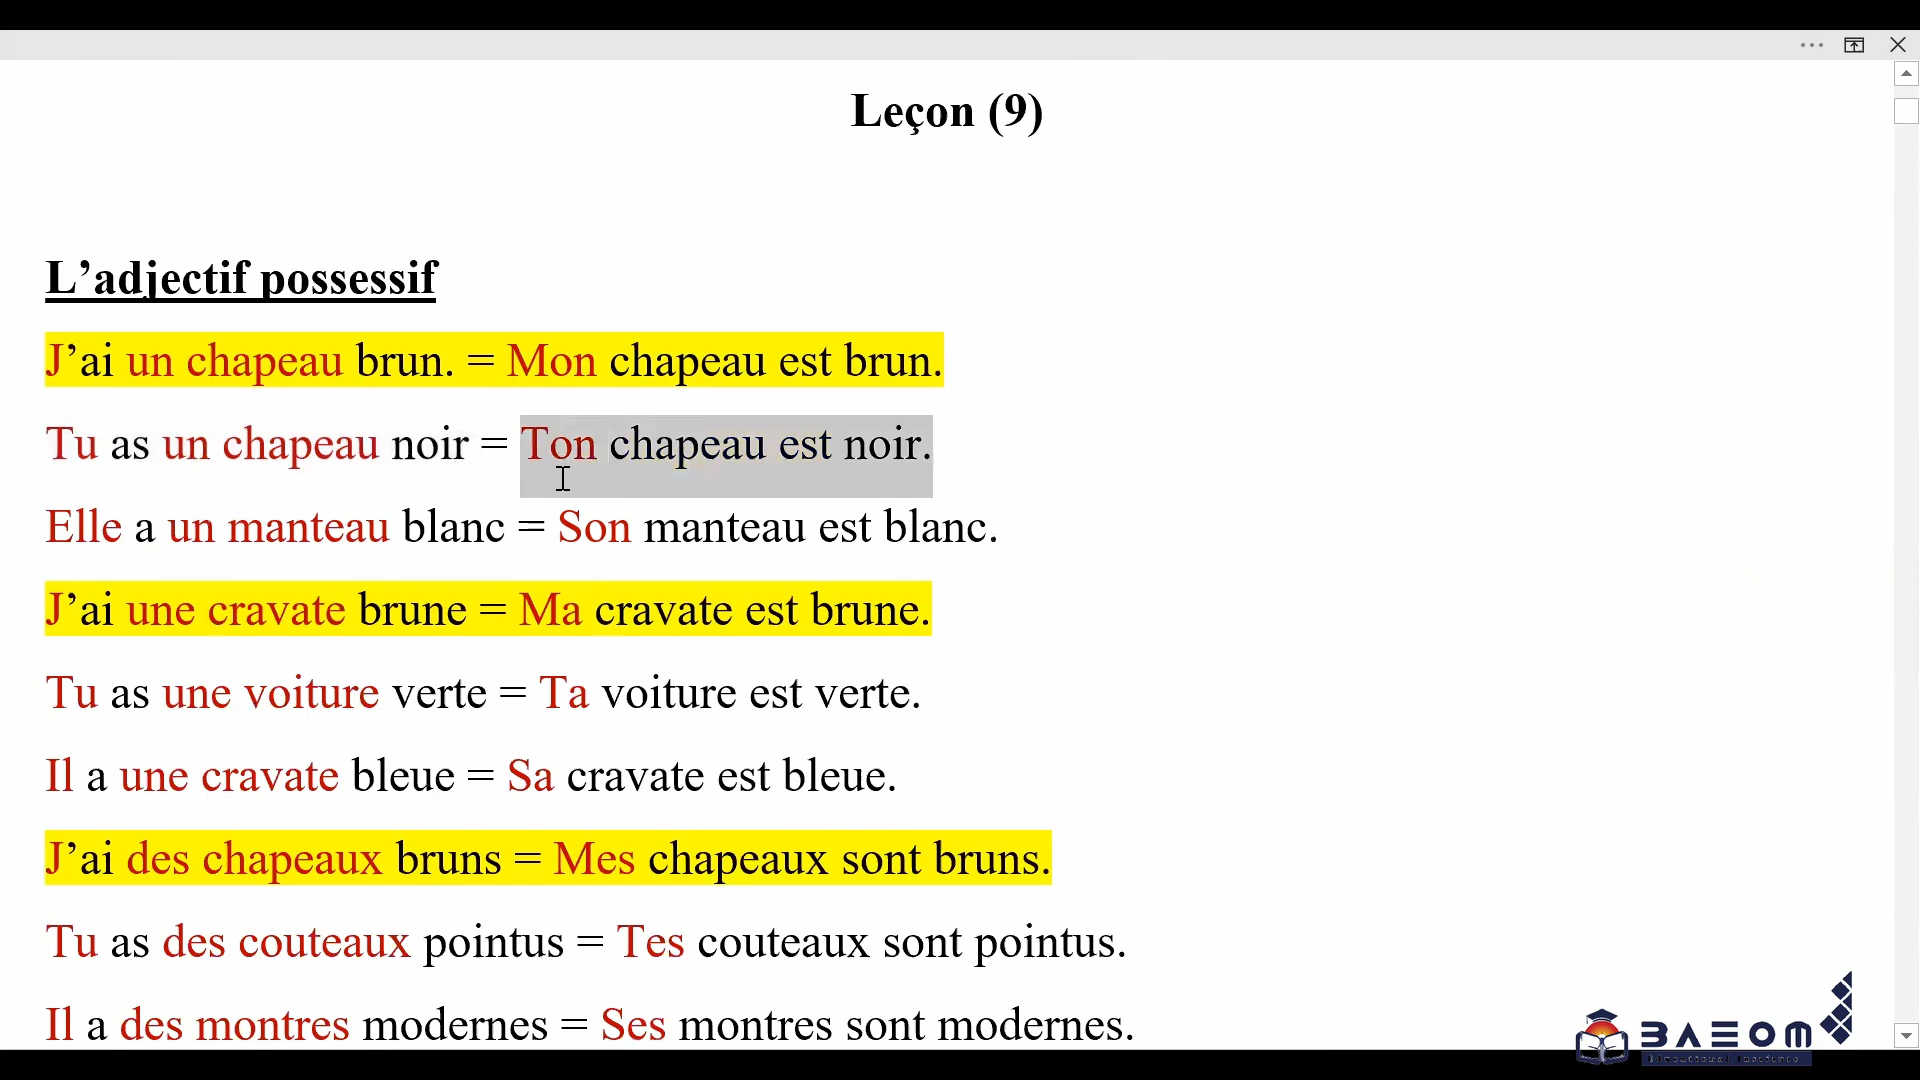 Leçon (9)
L’adjectif possessif
J’ai un chapeau brun. = Mon chapeau est brun.
Tu as un chapeau noir = Ton chapeau est noir.
Elle a un manteau blanc = Son manteau est blanc.
J’ai une cravate brune = Ma cravate est brune.
Tu as une voiture verte = Ta voiture est verte.
Il a une cravate bleue = Sa cravate est bleue.
J’ai des chapeaux bruns = Mes chapeaux sont bruns.
Tu as des couteaux pointus = Tes couteaux sont pointus.
Il a des montres modernes = Ses montres sont modernes.
Educational Institute